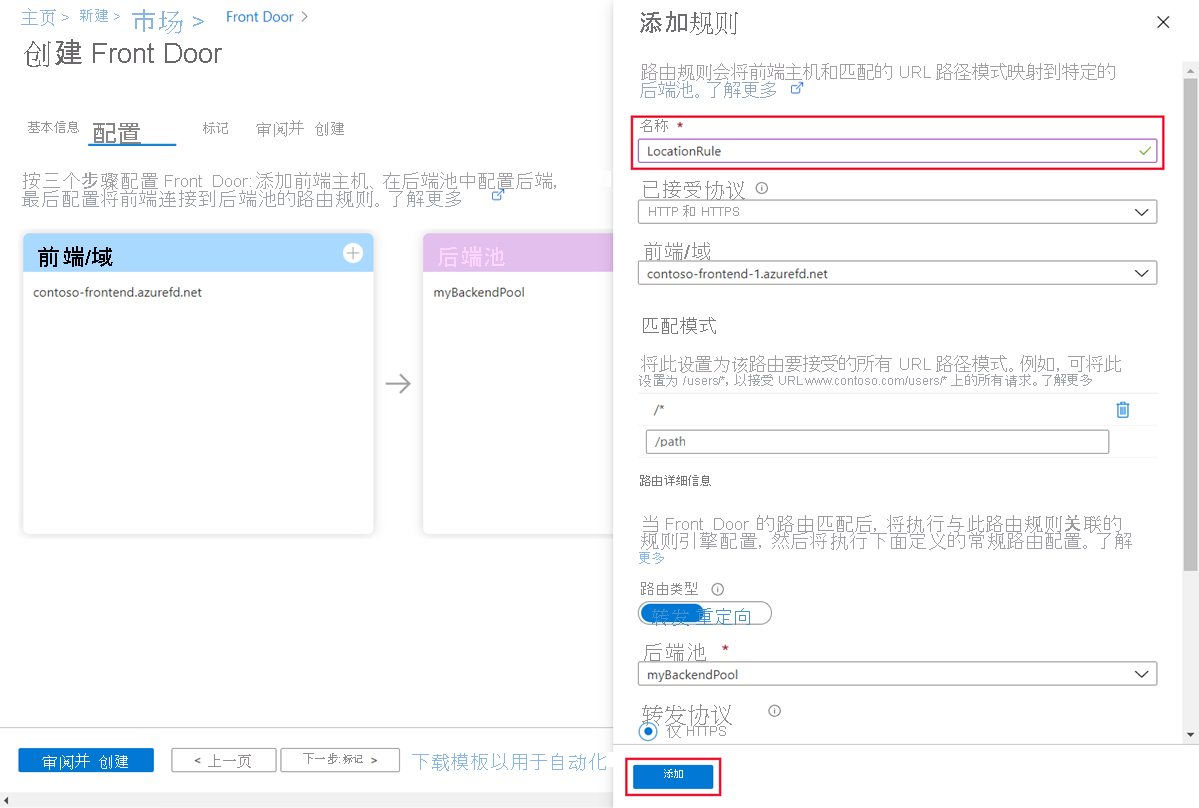 主页 > 新建 > 市场 > Front Door >
创建 Front Door
基本信息 配置 标记 审阅并 创建
按三个步骤配置 Front Door: 添加前端主机、在后端池中配置后端,
最后配置将前端连接到后端池的路由规则。了解更多
前端/域
contoso-frontend.azurefd.net
后端池
myBackendPool
审阅并 创建
< 上一页
下一步:标记 >
下载模板以用于自动化
添加规则
路由规则会将前端主机和匹配的 URL 路径模式映射到特定的
后端池。了解更多
名称 *
LocationRule
已接受协议
HTTP 和 HTTPS
前端/域
contoso-frontend-1.azurefd.net
匹配模式
将此设置为该路由要接受的所有 URL 路径模式。例如, 可将此
设置为 /users/*, 以接受 URL www.contoso.com/users/* 上的所有请求。了解更多
/*
/path
路由详细信息
当 Front Door 的路由匹配后, 将执行与此路由规则关联的
规则引擎配置, 然后将执行下面定义的常规路由配置。了解
更多
路由类型
转发 重定向
后端池 *
myBackendPool
转发协议
仅 HTTPS
添加